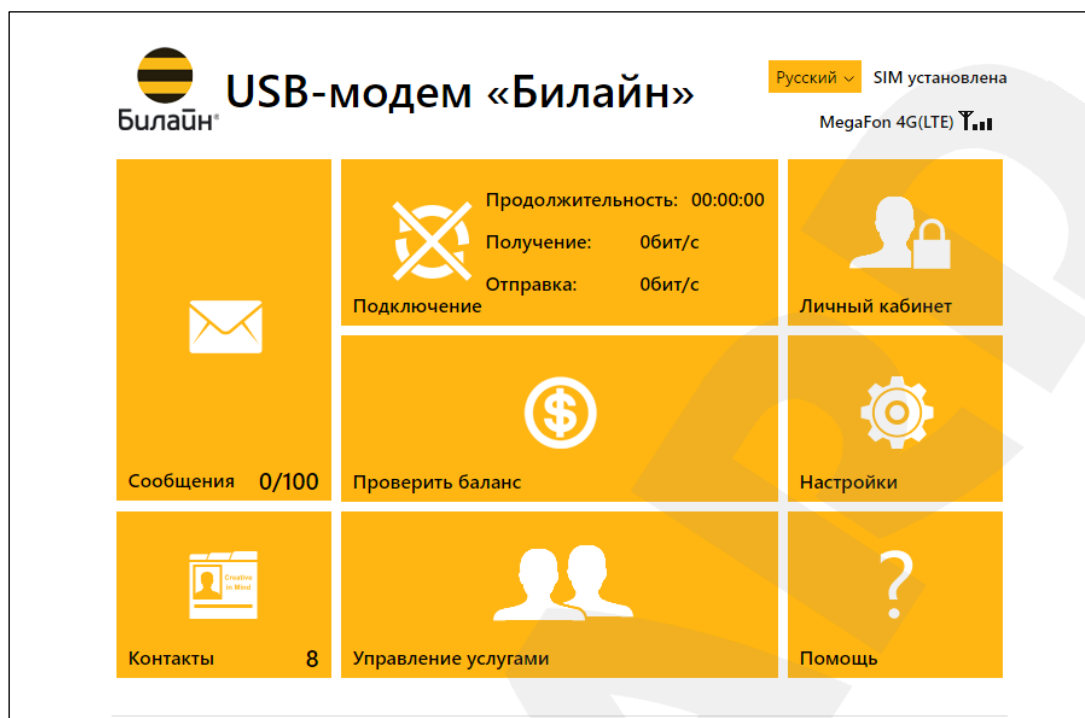 Билайн
USB-модем «Билайн»
Русский
SIM установлена
MegaFon 4G(LTE)
Продолжительность: 00:00:00
Получение: 0бит/с
Отправка: 0бит/с
Подключение
Личный кабинет
Сообщения 0/100
Проверить баланс
Настройки
Creative
in Mind
Контакты 8
Управление услугами
Помощь